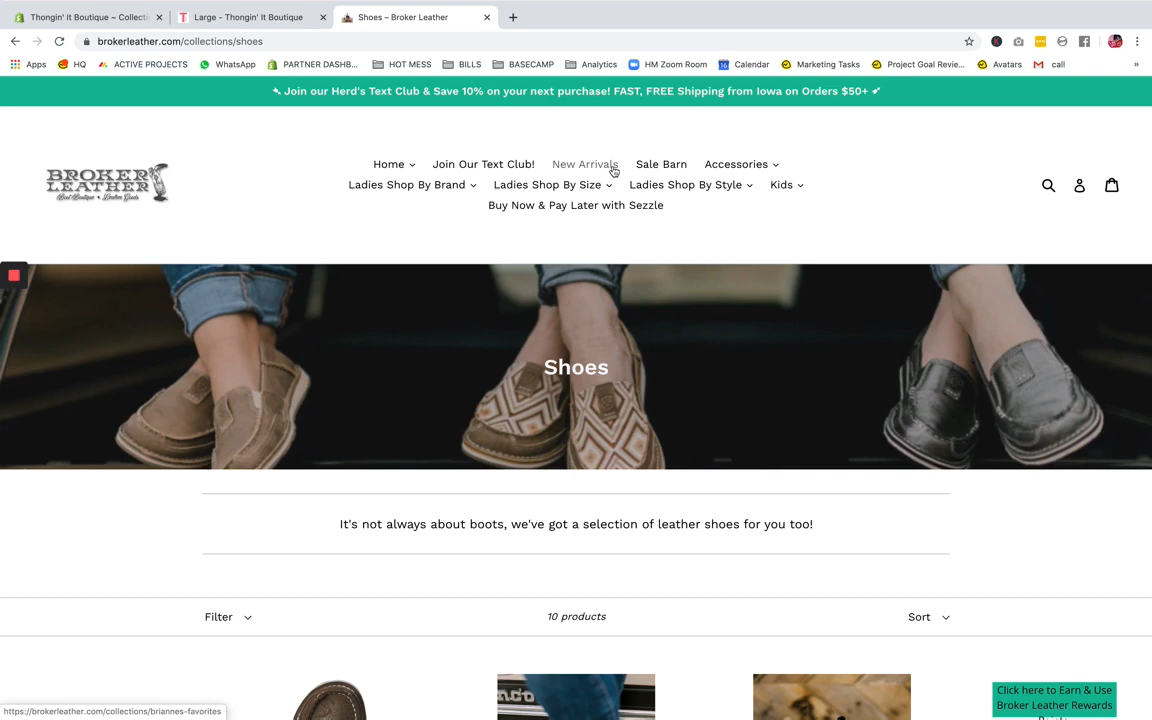 Thongin' It Boutique ~ Collecti
Large - Thongin' It Boutique
Shoes – Broker Leather
brokerleather.com/collections/shoes
Apps
HQ
ACTIVE PROJECTS
WhatsApp
PARTNER DASHB...
HOT MESS
BILLS
BASECAMP
Analytics
HM Zoom Room
16
Calendar
Marketing Tasks
Project Goal Revie...
Avatars
call
»
Join our Herd's Text Club & Save 10% on your next purchase! FAST, FREE Shipping from Iowa on Orders $50+
BROKER
LEATHER
Boot Boutique • Leather Goods
Home
Join Our Text Club!
New Arrivals
Sale Barn
Accessories
Ladies Shop By Brand
Ladies Shop By Size
Ladies Shop By Style
Kids
Buy Now & Pay Later with Sezzle
Shoes
It's not always about boots, we've got a selection of leather shoes for you too!
Filter
10 products
Sort
Click here to Earn & Use
Broker Leather Rewards
https://brokerleather.com/collections/briannes-favorites